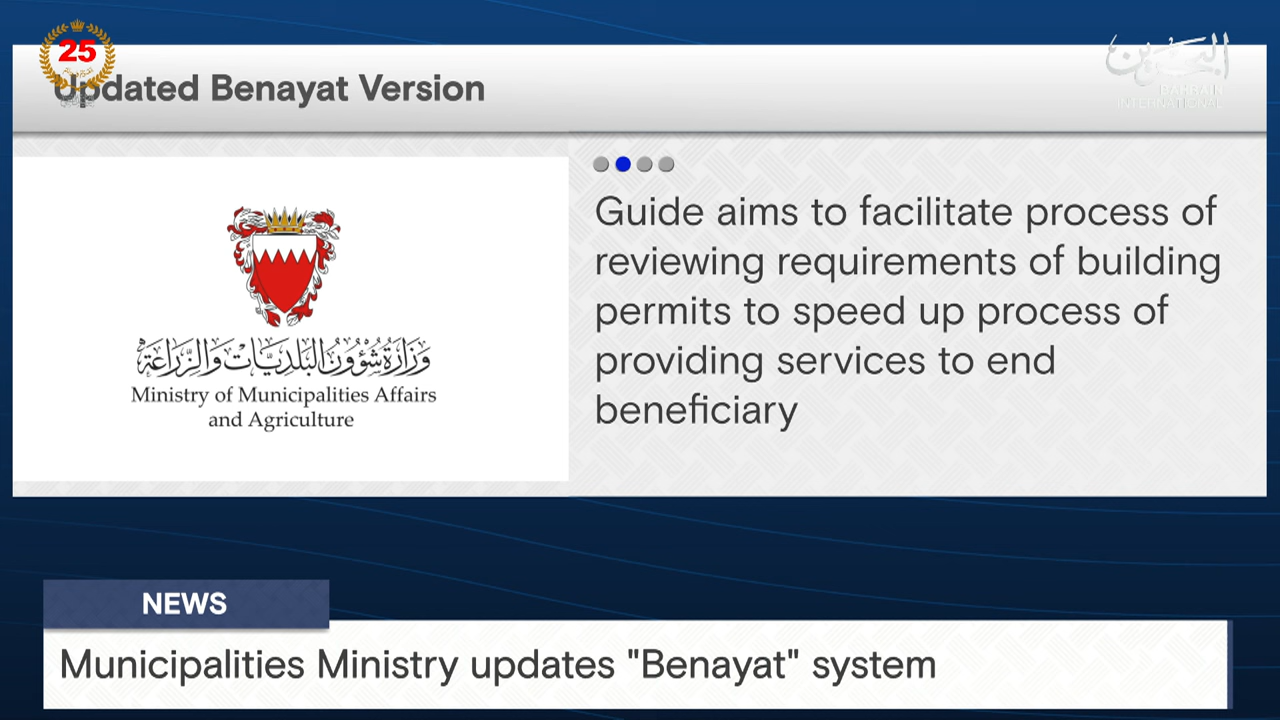 25
Updated Benayat Version
البحرين
BAHRAIN
INTERNATIONAL
Guide aims to facilitate process of
reviewing requirements of building
permits to speed up process of
providing services to end
beneficiary
وزارة شؤون البلديات والزراعة
Ministry of Municipalities Affairs
and Agriculture
NEWS
Municipalities Ministry updates "Benayat" system